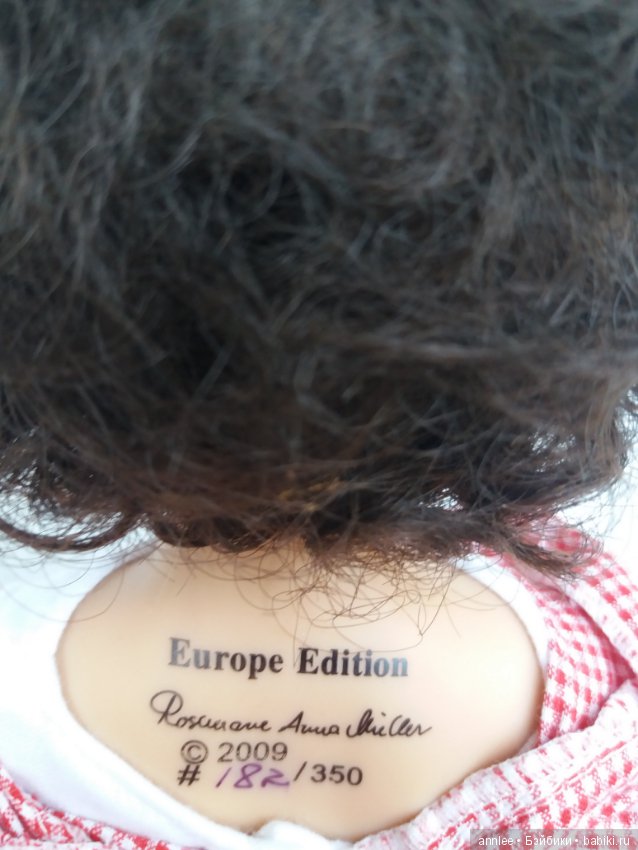 Europe Edition
Rosemarie Anna Müller
© 2009
# 182/350
annlee • Бэйбики • babiki.ru